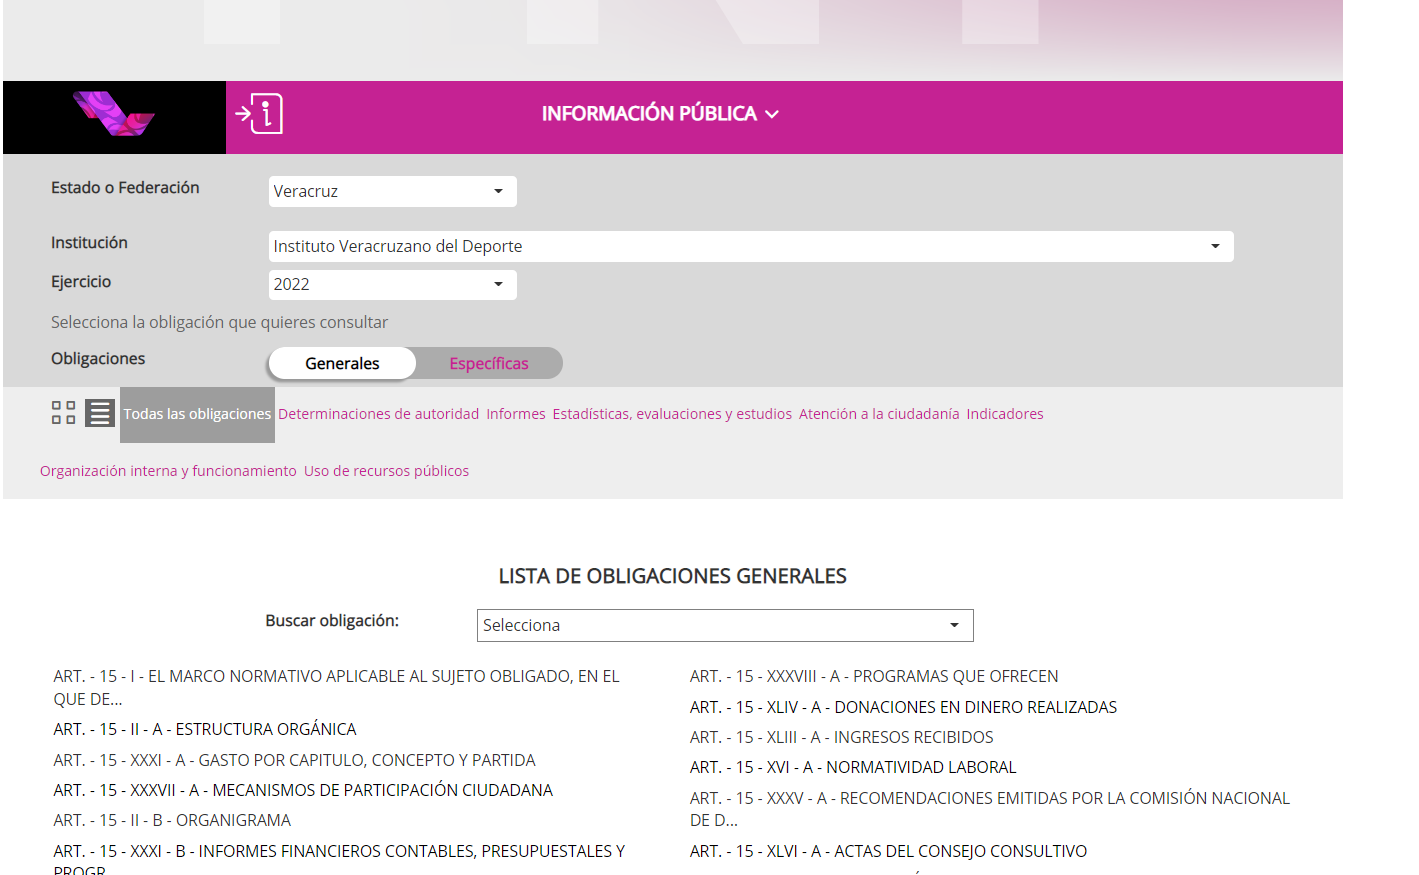 INFORMACIÓN PÚBLICA
Estado o Federación
Veracruz
Institución
Instituto Veracruzano del Deporte
Ejercicio
2022
Selecciona la obligación que quieres consultar
Obligaciones
Generales
Específicas
Todas las obligaciones Determinaciones de autoridad Informes Estadísticas, evaluaciones y estudios Atención a la ciudadanía Indicadores
Organización interna y funcionamiento Uso de recursos públicos
LISTA DE OBLIGACIONES GENERALES
Buscar obligación:
Selecciona
ART. - 15 - I - EL MARCO NORMATIVO APLICABLE AL SUJETO OBLIGADO, EN EL
QUE DE...
ART. - 15 - II - A - ESTRUCTURA ORGÁNICA
ART. - 15 - XXXI - A - GASTO POR CAPITULO, CONCEPTO Y PARTIDA
ART. - 15 - XXXVII - A - MECANISMOS DE PARTICIPACIÓN CIUDADANA
ART. - 15 - II - B - ORGANIGRAMA
ART. - 15 - XXXI - B - INFORMES FINANCIEROS CONTABLES, PRESUPUESTALES Y
PROGR
ART. - 15 - XXXVIII - A - PROGRAMAS QUE OFRECEN
ART. - 15 - XLIV - A - DONACIONES EN DINERO REALIZADAS
ART. - 15 - XLIII - A - INGRESOS RECIBIDOS
ART. - 15 - XVI - A - NORMATIVIDAD LABORAL
ART. - 15 - XXXV - A - RECOMENDACIONES EMITIDAS POR LA COMISIÓN NACIONAL
DE D...
ART. - 15 - XLVI - A - ACTAS DEL CONSEJO CONSULTIVO